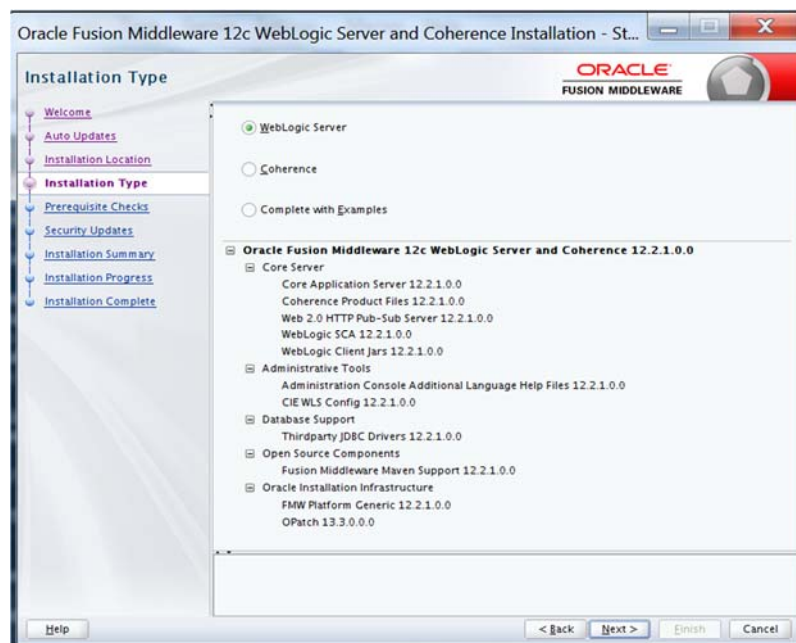 Oracle Fusion Middleware 12c WebLogic Server and Coherence Installation - St...
Installation Type
ORACLE
FUSION MIDDLEWARE
Welcome
Auto Updates
Installation Location
Installation Type
Prerequisite Checks
Security Updates
Installation Summary
Installation Progress
Installation Complete
WebLogic Server
Coherence
Complete with Examples
Oracle Fusion Middleware 12c WebLogic Server and Coherence 12.2.1.0.0
Core Server
Core Application Server 12.2.1.0.0
Coherence Product Files 12.2.1.0.0
Web 2.0 HTTP Pub-Sub Server 12.2.1.0.0
WebLogic SCA 12.2.1.0.0
WebLogic Client Jars 12.2.1.0.0
Administrative Tools
Administration Console Additional Language Help Files 12.2.1.0.0
CIE WLS Config 12.2.1.0.0
Database Support
Thirdparty JDBC Drivers 12.2.1.0.0
Open Source Components
Fusion Middleware Maven Support 12.2.1.0.0
Oracle Installation Infrastructure
FMW Platform Generic 12.2.1.0.0
OPatch 13.3.0.0.0
Help
< Back
Next >
Finish
Cancel